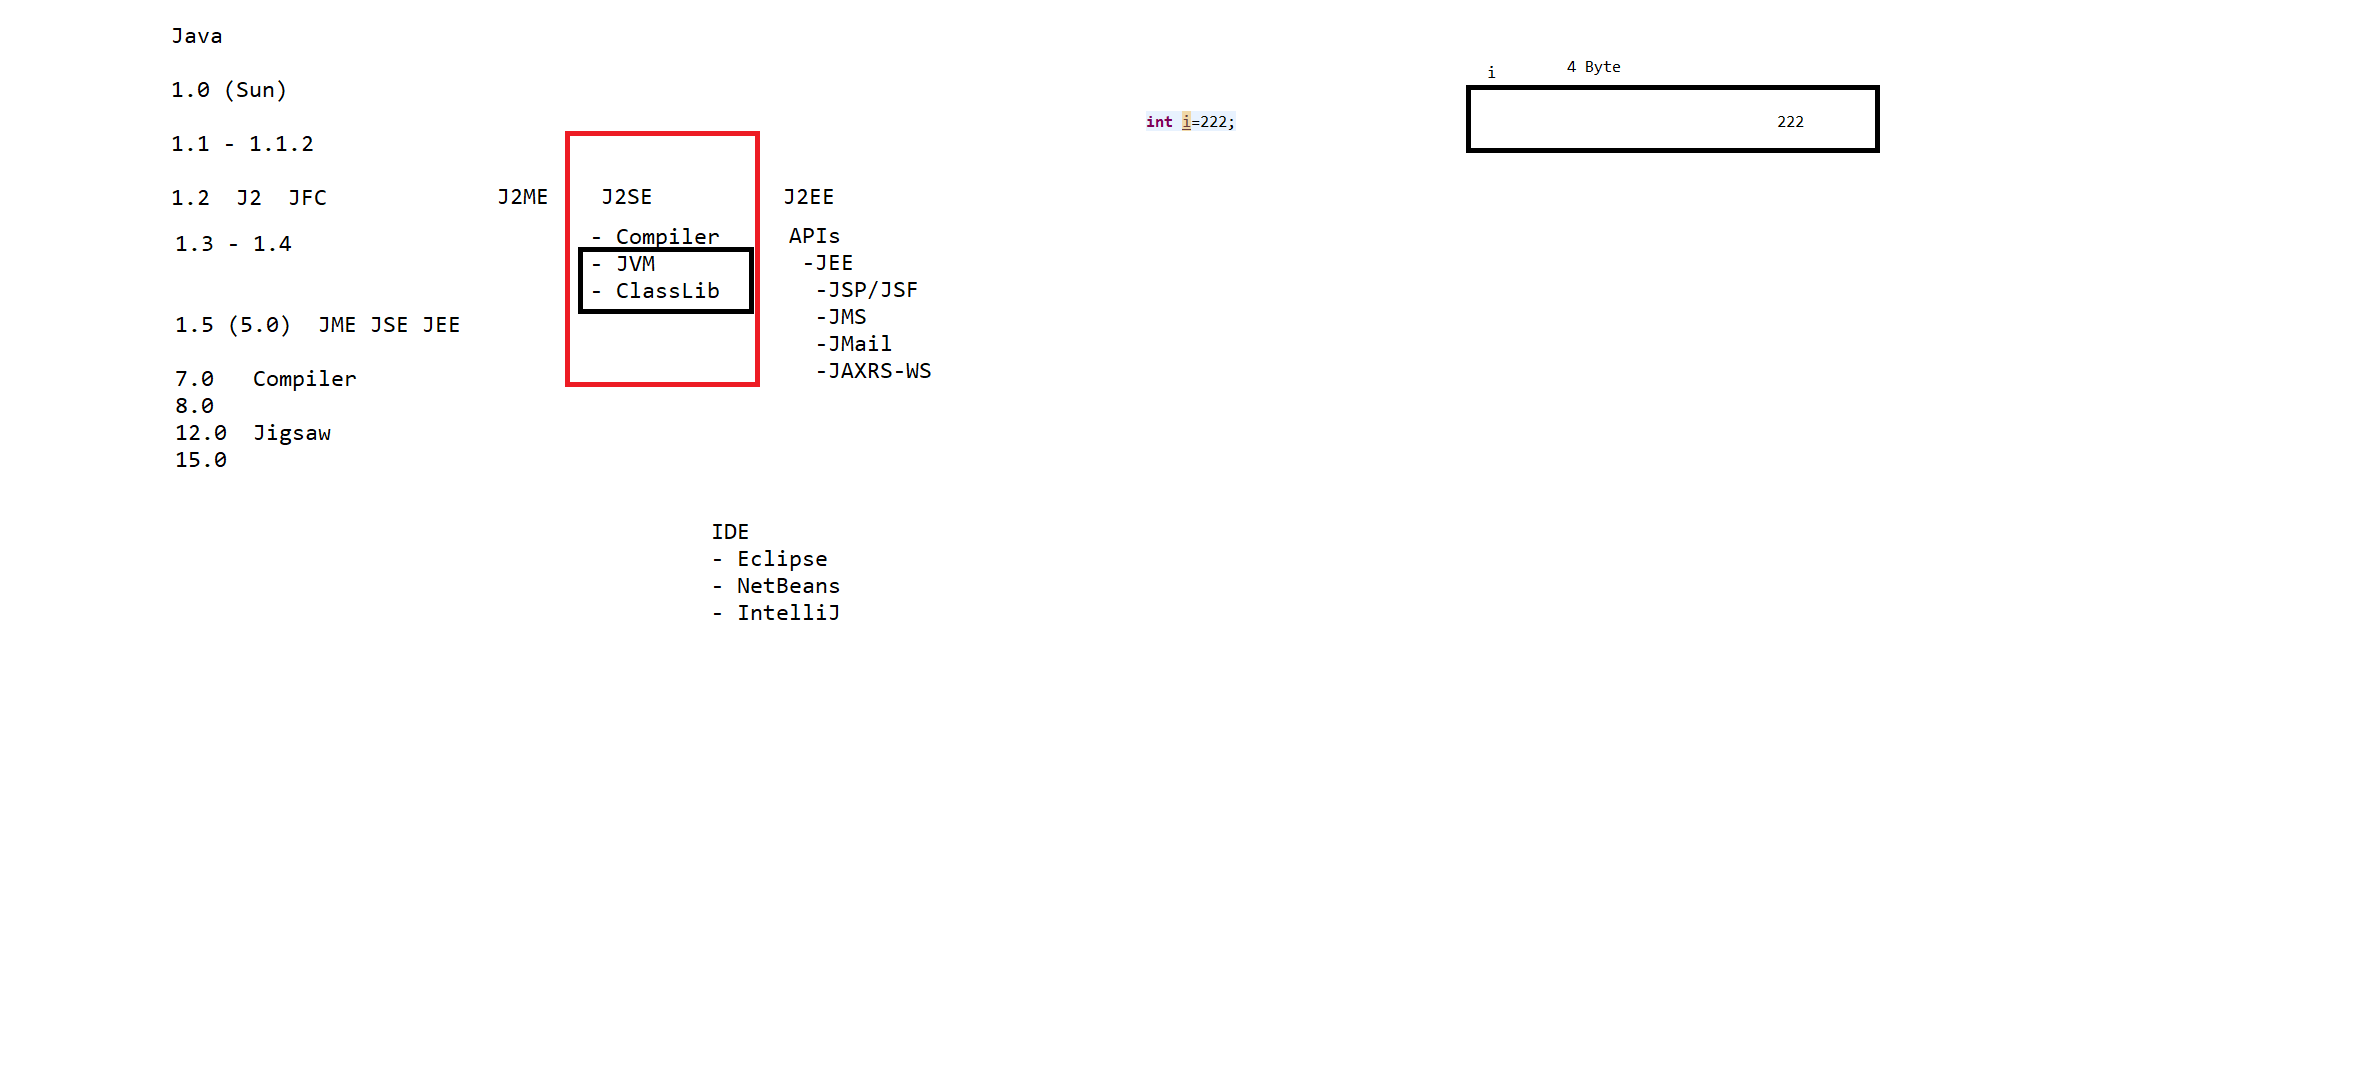 Java
1.0 (Sun)
1.1 - 1.1.2
1.2  J2  JFC
1.3 - 1.4
1.5 (5.0)  JME JSE JEE
7.0   Compiler
8.0
12.0  Jigsaw
15.0
J2ME
J2SE
- Compiler
- JVM
- ClassLib
J2EE
APIs
-JEE
-JSP/JSF
-JMS
-JMail
-JAXRS-WS
IDE
- Eclipse
- NetBeans
- IntelliJ
int i=222;
i
4 Byte
222